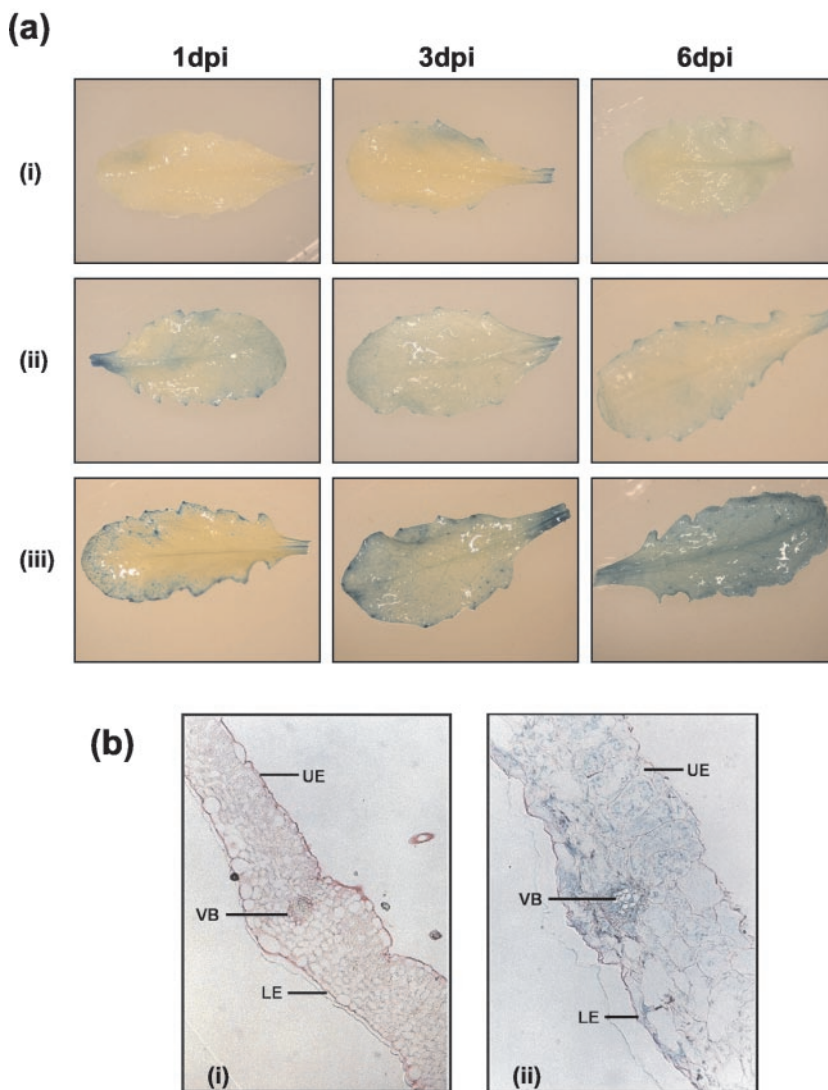 (a)
1dpi 3dpi 6dpi
(i)
(ii)
(iii)
(b)
UE
VB
LE
(i)
UE
VB
LE
(ii)